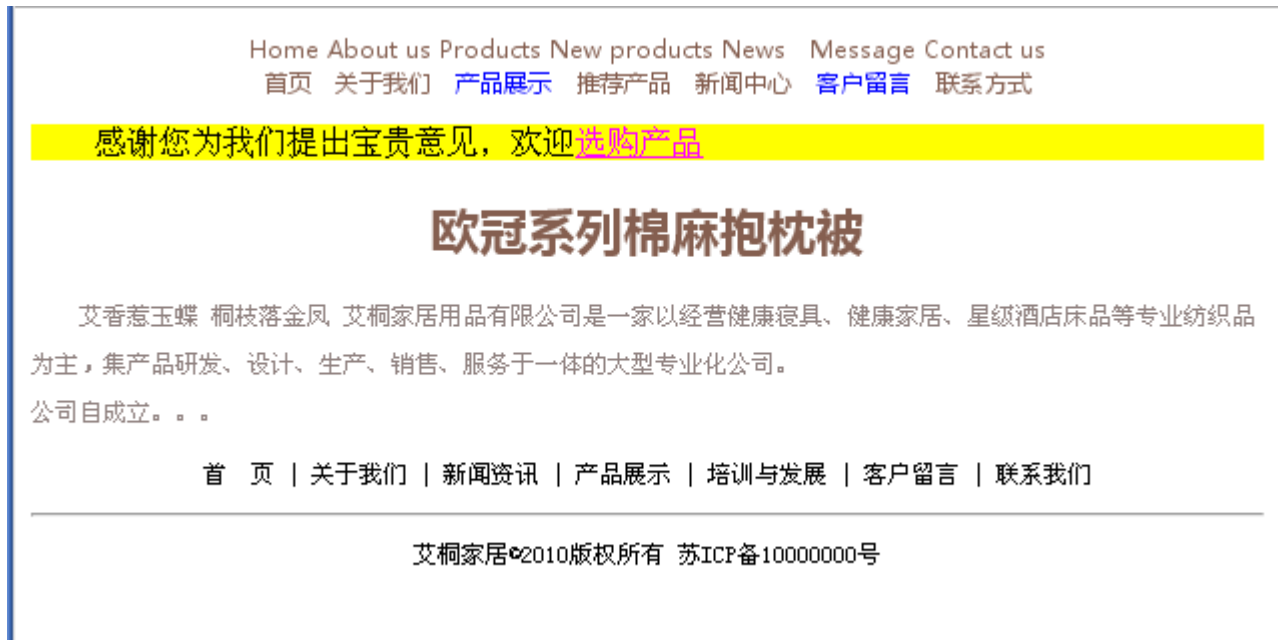 Home About us Products New products News Message Contact us
首页 关于我们 产品展示 推荐产品 新闻中心 客户留言 联系方式
感谢您为我们提出宝贵意见，欢迎选购产品
欧冠系列棉麻抱枕被
艾香惹玉蝶 桐枝落金凤 艾桐家居用品有限公司是一家以经营健康寝具、健康家居、星级酒店床品等专业纺织品
为主，集产品研发、设计、生产、销售、服务于一体的大型专业化公司。
公司自成立。。。
首 页 | 关于我们 | 新闻资讯 | 产品展示 | 培训与发展 | 客户留言 | 联系我们
艾桐家居©2010版权所有 苏ICP备10000000号